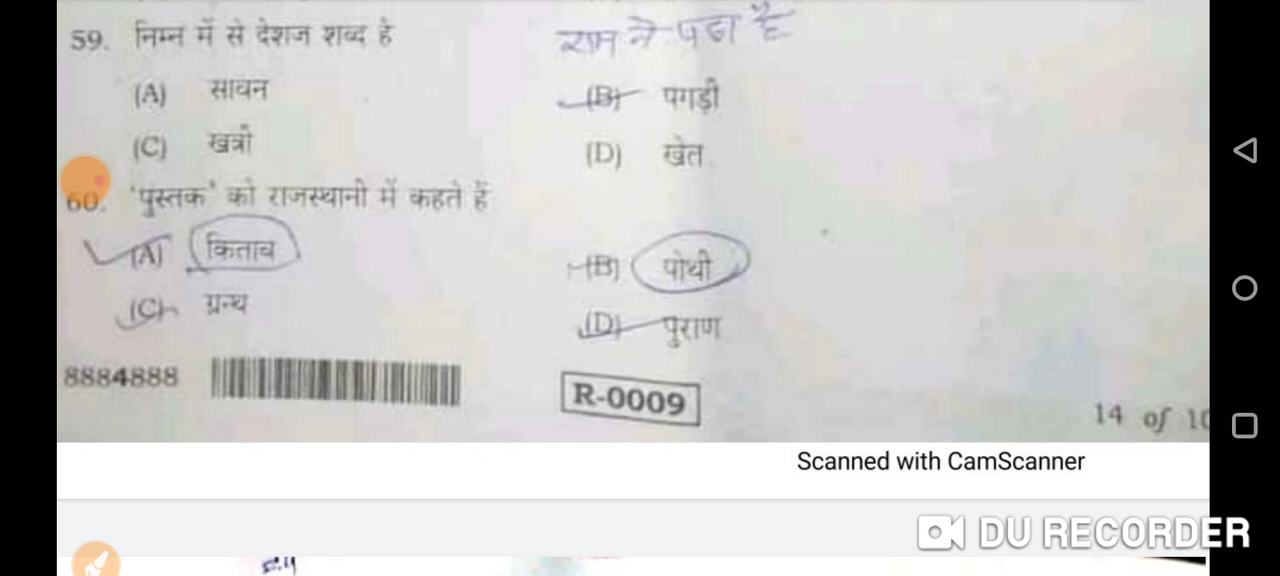 59. निम्न में से देशज शब्द है
राम ने पढा है
(A) सावन
(B) पगड़ी
(C) खत्री
(D) खेत
60. 'पुस्तक' को राजस्थानी में कहते हैं
(A) किताब
(B) पोथी
(C) ग्रन्थ
(D) पुराण
8884888
R-0009
14 of 10
Scanned with CamScanner
DU RECORDER